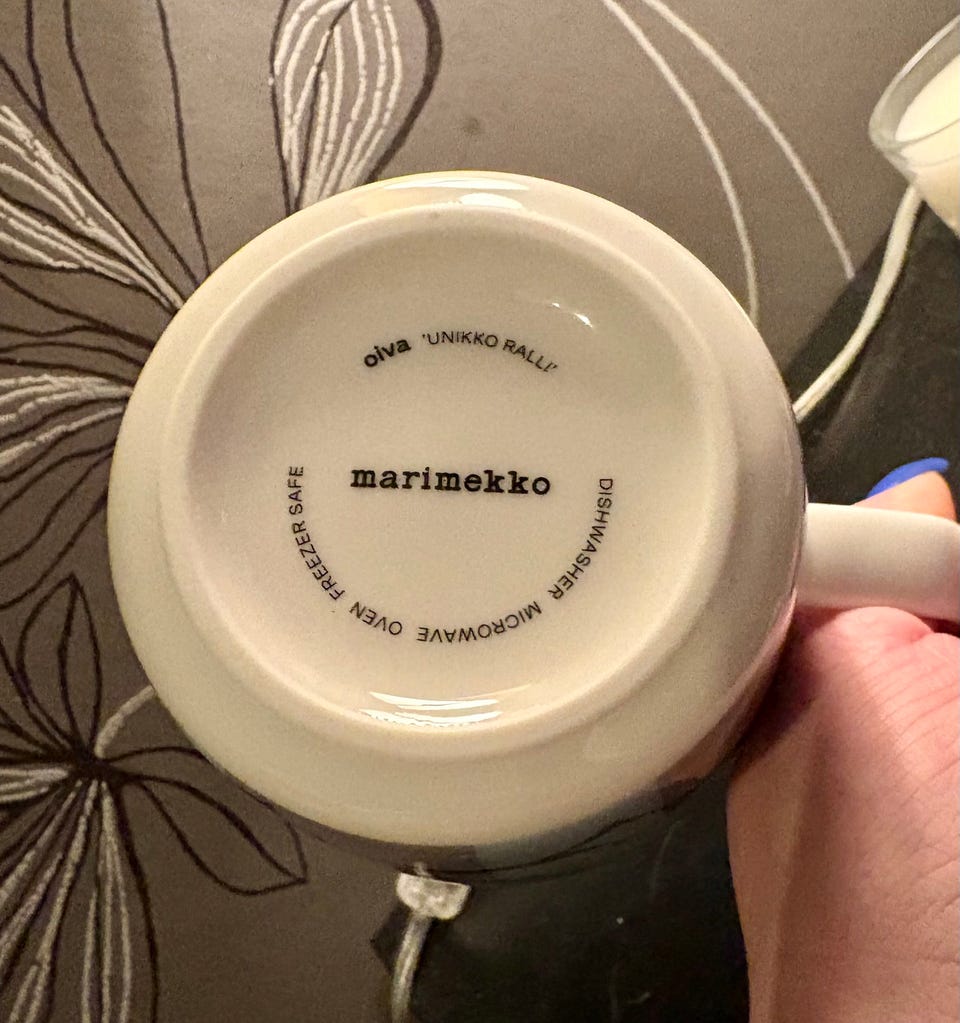 oiva 'UNIKKO RALLI'
marimekko
DISHWASHER MICROWAVE OVEN FREEZER SAFE